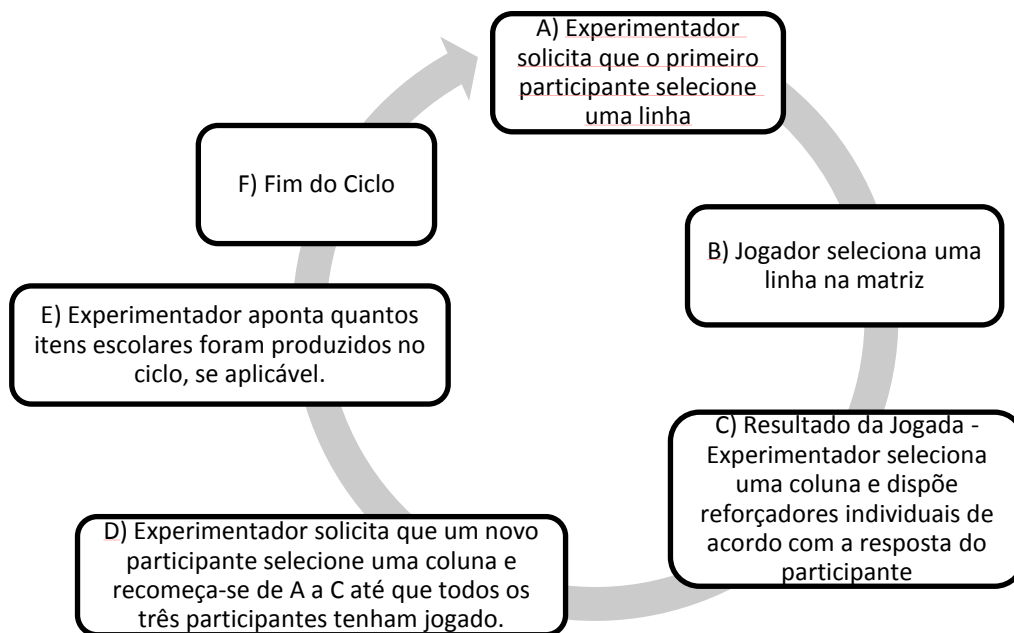 A) Experimentador
solicita que o primeiro
participante selecione
uma linha
B) Jogador seleciona uma
linha na matriz
C) Resultado da Jogada -
Experimentador seleciona
uma coluna e dispõe
reforçadores individuais de
acordo com a resposta do
participante
D) Experimentador solicita que um novo
participante selecione uma coluna e
recomeça-se de A a C até que todos os
três participantes tenham jogado.
E) Experimentador aponta quantos
itens escolares foram produzidos no
ciclo, se aplicável.
F) Fim do Ciclo